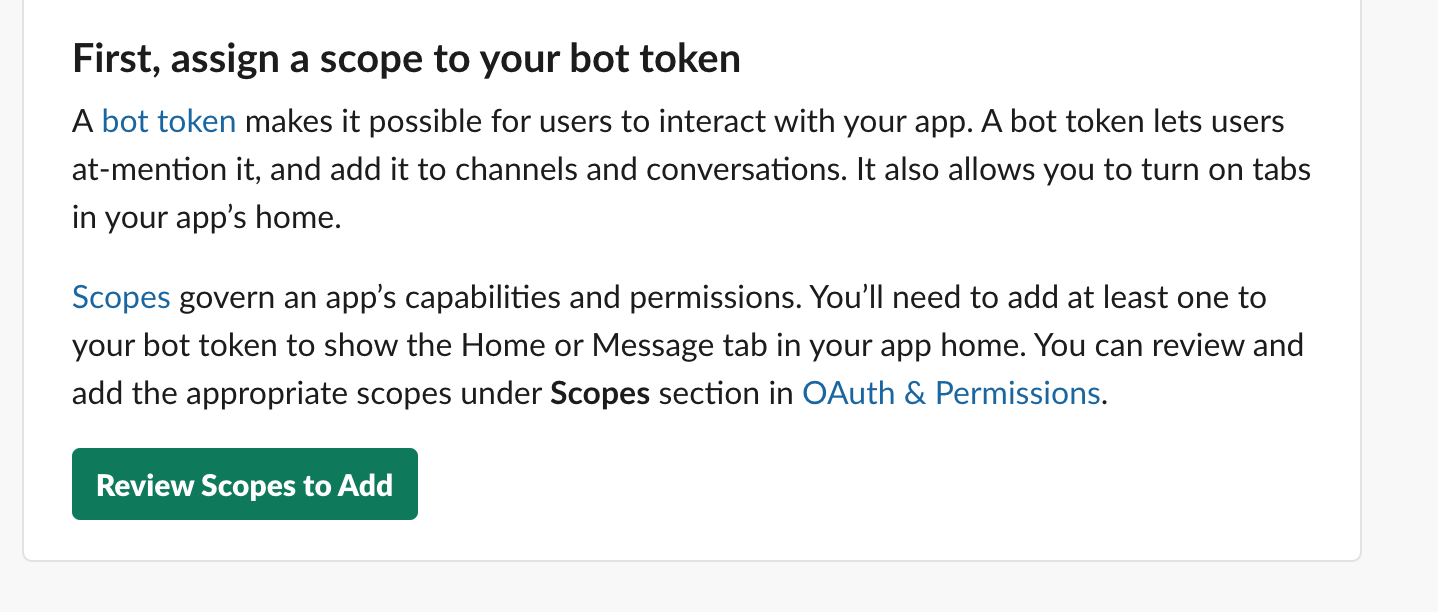 First, assign a scope to your bot token
A bot token makes it possible for users to interact with your app. A bot token lets users
at-mention it, and add it to channels and conversations. It also allows you to turn on tabs
in your app’s home.
Scopes govern an app’s capabilities and permissions. You’ll need to add at least one to
your bot token to show the Home or Message tab in your app home. You can review and
add the appropriate scopes under Scopes section in OAuth & Permissions.
Review Scopes to Add